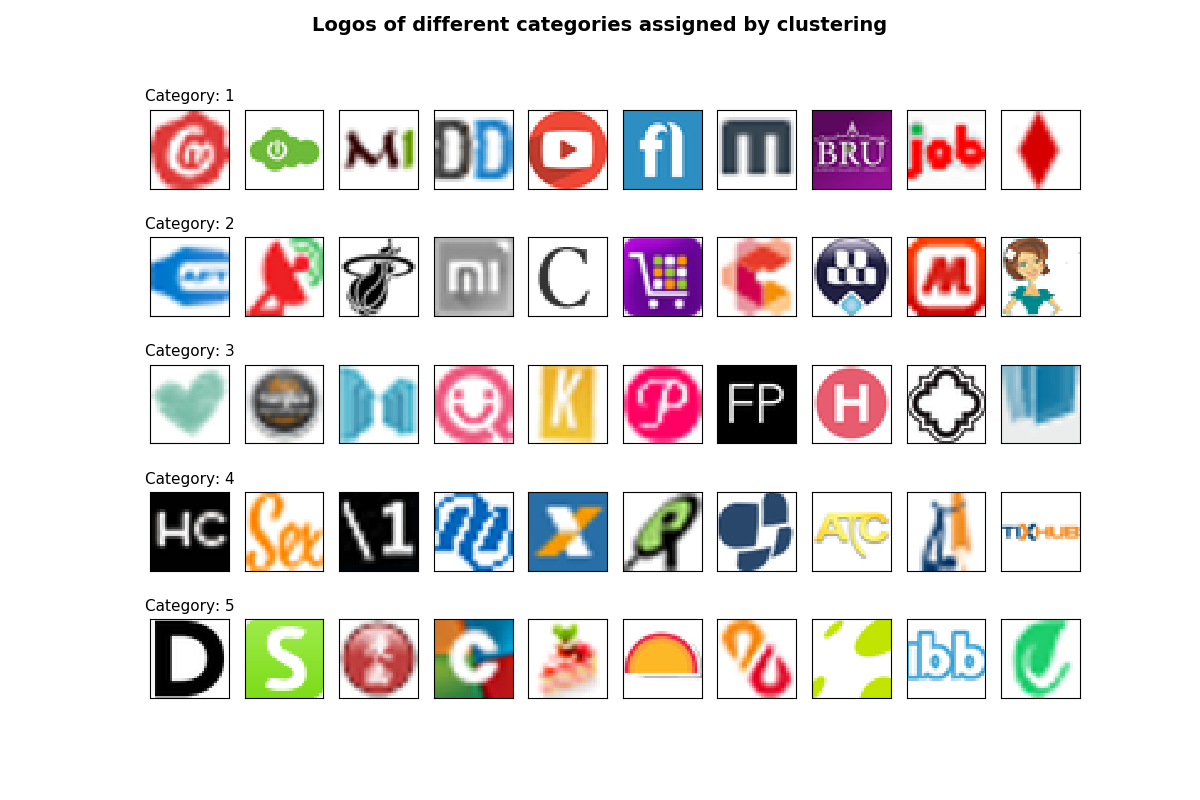 Logos of different categories assigned by clustering
Category: 1
M1
DD
fl
m
BRU
job
Category: 2
APT
mi
C
M
Category: 3
K
P
FP
H
Category: 4
HC
Sex
\1
X
R
ATC
TIXHUB
Category: 5
D
S
C
ibb